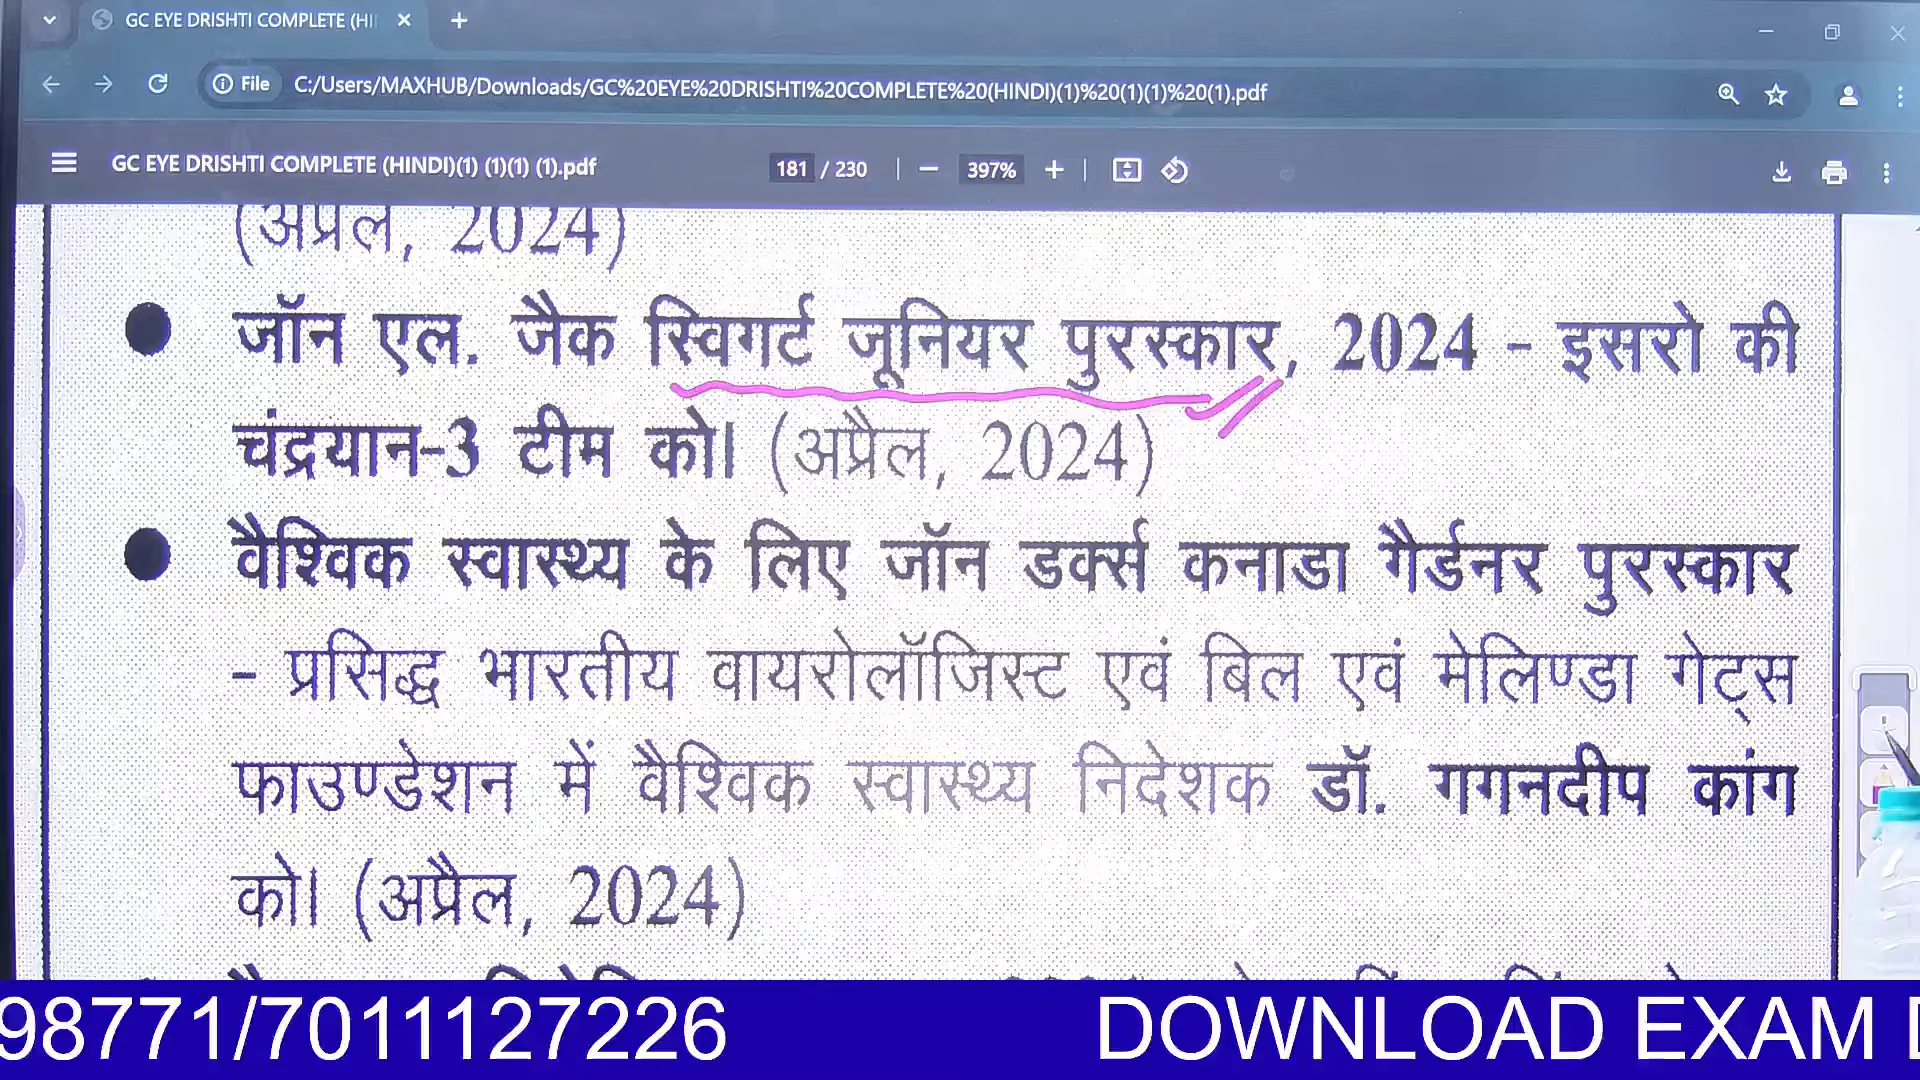 GC EYE DRISHTI COMPLETE (HI
File C:/Users/MAXHUB/Downloads/GC%20EYE%20DRISHTI%20COMPLETE%20(HINDI)(1)%20(1)(1)%20(1).pdf
GC EYE DRISHTI COMPLETE (HINDI)(1) (1)(1) (1).pdf 181 / 230 397%
(अप्रैल, 2024)
जॉन एल. जैक स्विगर्ट जूनियर पुरस्कार, 2024 - इसरो की
चंद्रयान-3 टीम को। (अप्रैल, 2024)
वैश्विक स्वास्थ्य के लिए जॉन डर्क्स कनाडा गैर्डनर पुरस्कार
- प्रसिद्ध भारतीय वायरोलॉजिस्ट एवं बिल एवं मेलिण्डा गेट्स
फाउण्डेशन में वैश्विक स्वास्थ्य निदेशक डॉ. गगनदीप कांग
को। (अप्रैल, 2024)
98771/7011127226 DOWNLOAD EXAM